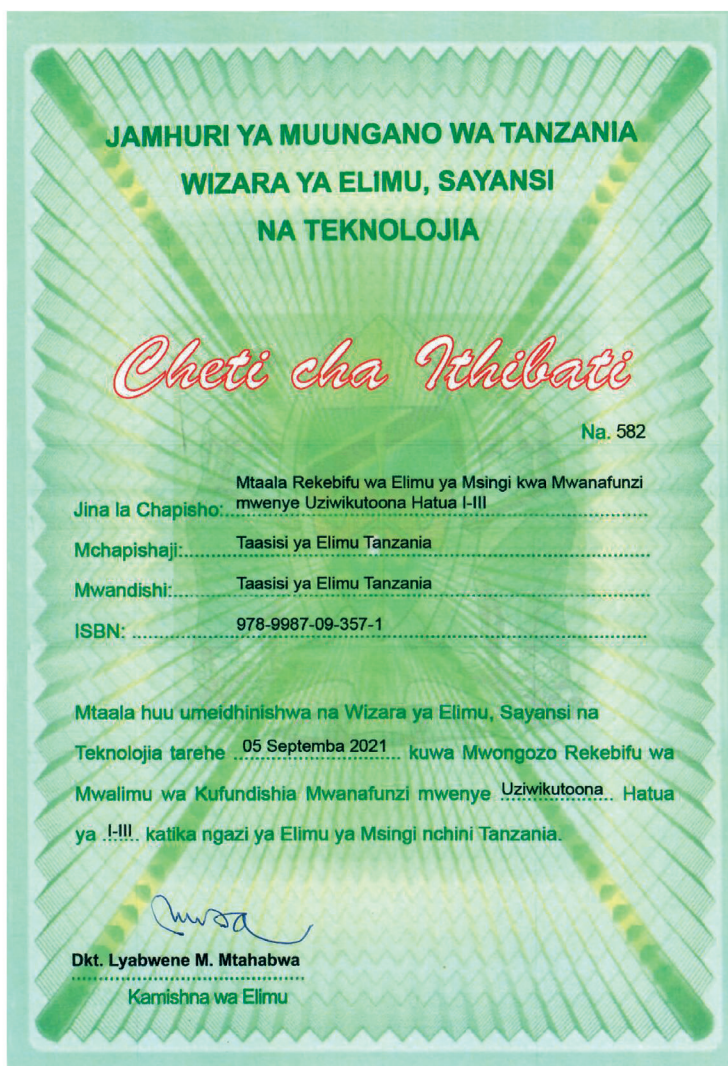 JAMHURI YA MUUNGANO WA TANZANIA
WIZARA YA ELIMU, SAYANSI
NA TEKNOLOJIA
Cheti cha Ithibati
Na. 582
Jina la Chapisho: Mtaala Rekebifu wa Elimu ya Msingi kwa Mwanafunzi
mwenye Uziwikutoona Hatua I-III
Mchapishaji: Taasisi ya Elimu Tanzania
Mwandishi: Taasisi ya Elimu Tanzania
ISBN: 978-9987-09-357-1
Mtaala huu umeidhinishwa na Wizara ya Elimu, Sayansi na
Teknolojia tarehe 05 Septemba 2021 kuwa Mwongozo Rekebifu wa
Mwalimu wa Kufundishia Mwanafunzi mwenye Uziwikutoona Hatua
ya I-III katika ngazi ya Elimu ya Msingi nchini Tanzania.
Dkt. Lyabwene M. Mtahabwa
Kamishna wa Elimu